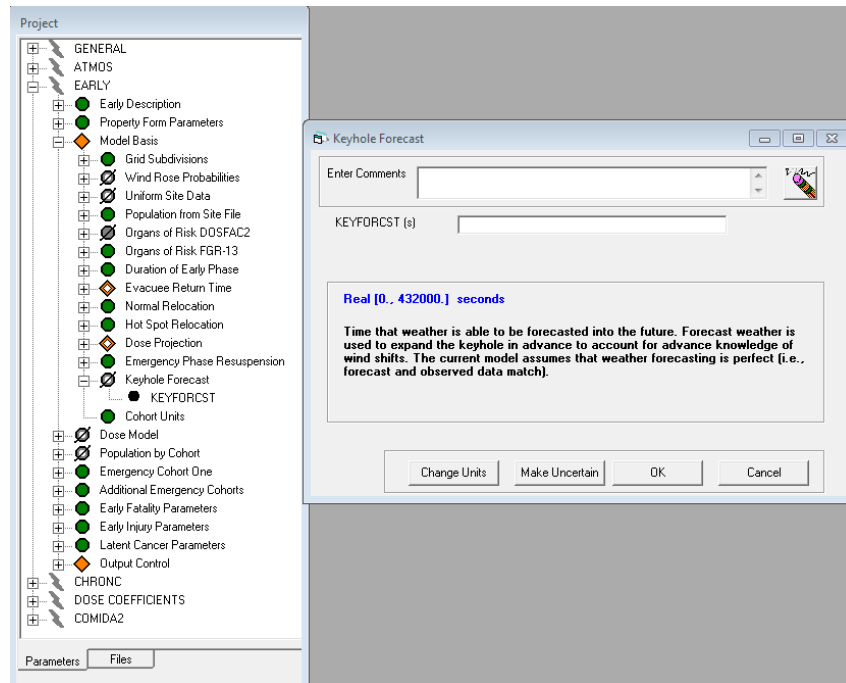 Project
GENERAL
ATMOS
EARLY
Early Description
Property Form Parameters
Model Basis
Grid Subdivisions
Wind Rose Probabilities
Uniform Site Data
Population from Site File
Organs of Risk DOSFAC2
Organs of Risk FGR-13
Duration of Early Phase
Evacuee Return Time
Normal Relocation
Hot Spot Relocation
Dose Projection
Emergency Phase Resuspension
Keyhole Forecast
KEYFORCST
Cohort Units
Dose Model
Population by Cohort
Emergency Cohort One
Additional Emergency Cohorts
Early Fatality Parameters
Early Injury Parameters
Latent Cancer Parameters
Output Control
CHRONC
DOSE COEFFICIENTS
COMIDA2
Parameters
Files
Keyhole Forecast
Enter Comments
KEYFORCST (s)
Real [0., 432000.] seconds
Time that weather is able to be forecasted into the future. Forecast weather is
used to expand the keyhole in advance to account for advance knowledge of
wind shifts. The current model assumes that weather forecasting is perfect (i.e.,
forecast and observed data match).
Change Units
Make Uncertain
OK
Cancel